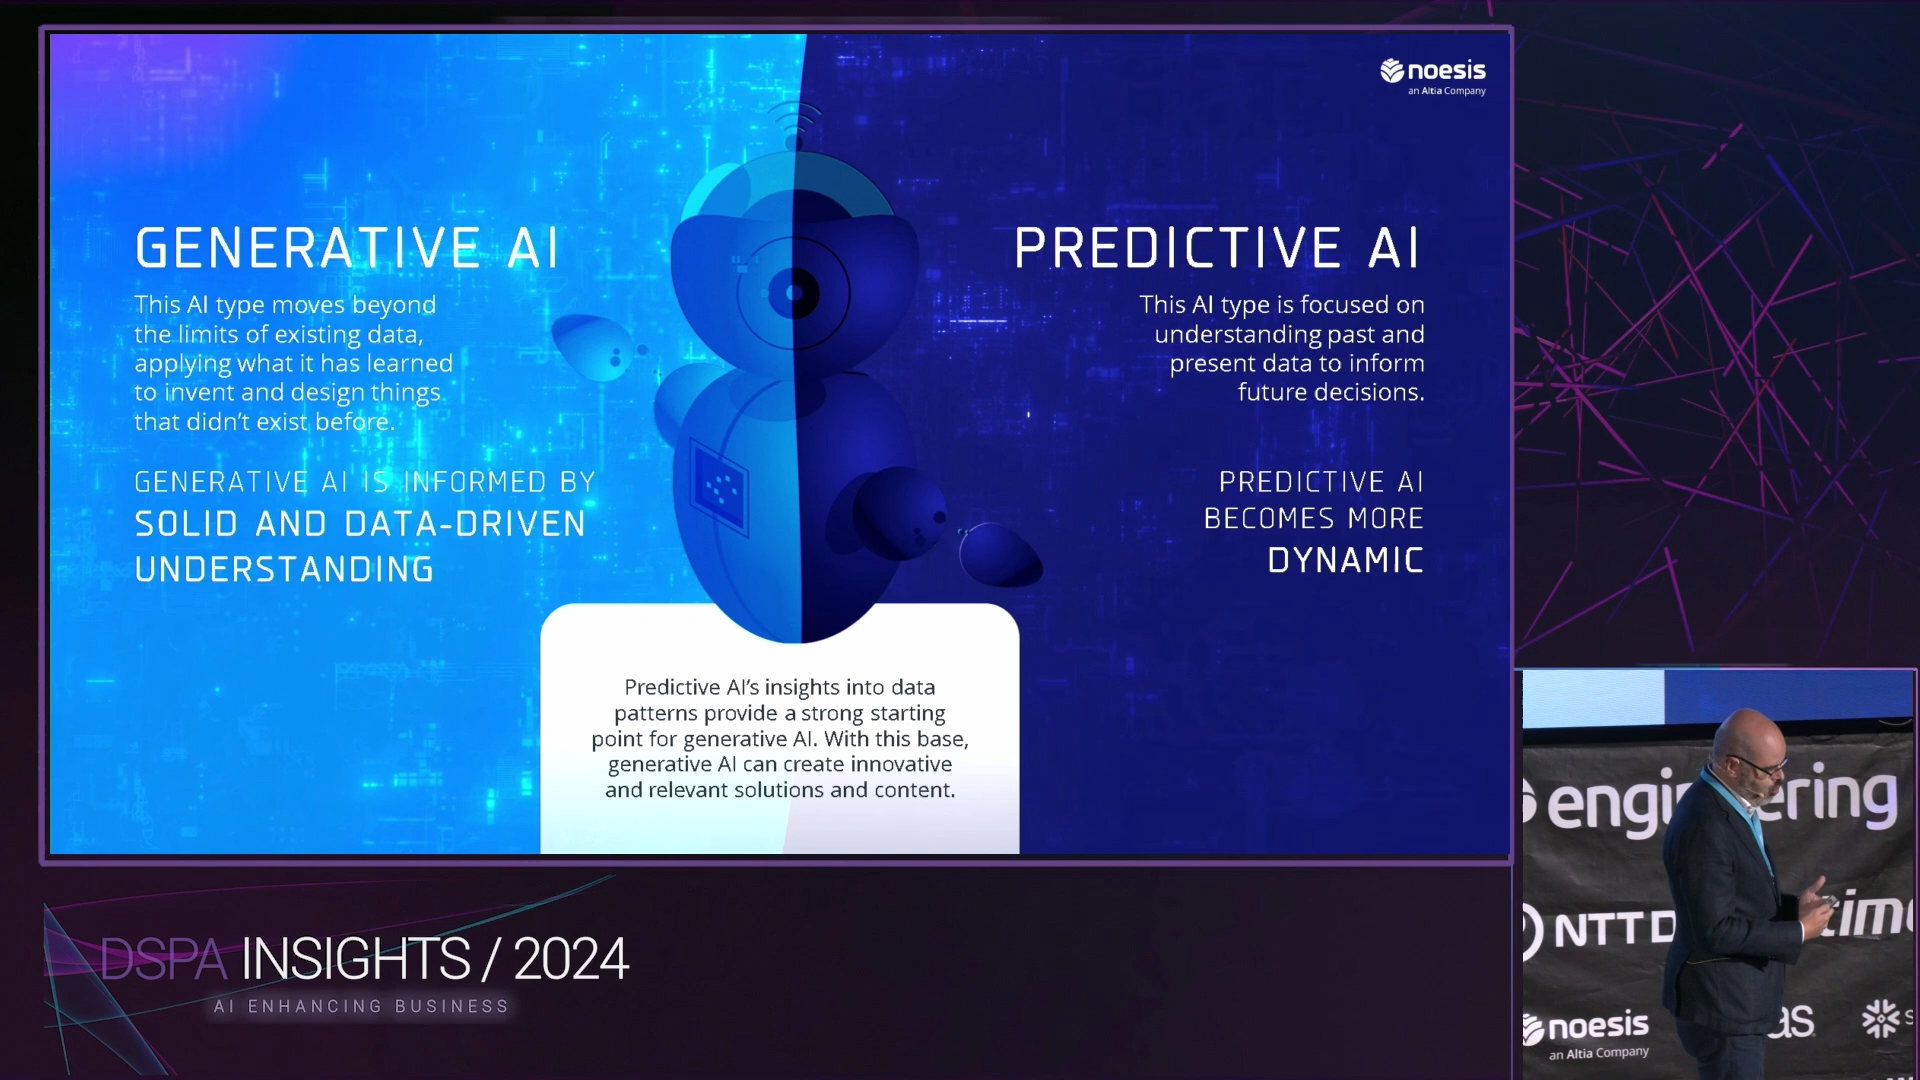 noesis
an Altia Company
GENERATIVE AI
This AI type moves beyond
the limits of existing data,
applying what it has learned
to invent and design things
that didn't exist before.
GENERATIVE AI IS INFORMED BY
SOLID AND DATA-DRIVEN
UNDERSTANDING
PREDICTIVE AI
This AI type is focused on
understanding past and
present data to inform
future decisions.
PREDICTIVE AI
BECOMES MORE
DYNAMIC
Predictive AI's insights into data
patterns provide a strong starting
point for generative AI. With this base,
generative AI can create innovative
and relevant solutions and content.
DSPA INSIGHTS / 2024
AI ENHANCING BUSINESS
noesis
an Altia Company